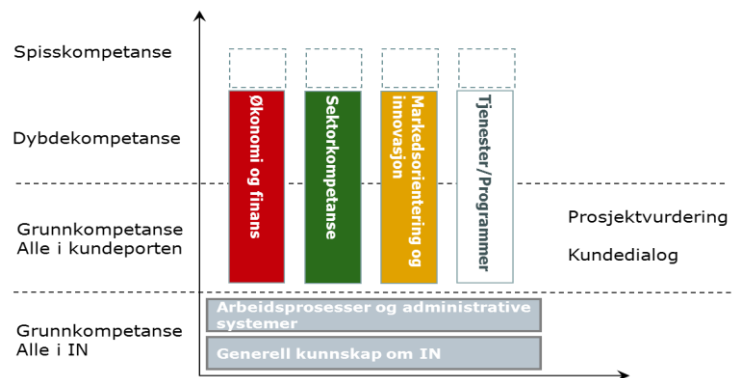 Spisskompetanse
Dybdekompetanse
Grunnkompetanse
Alle i kundeporten
Grunnkompetanse
Alle i IN
Økonomi og finans
Sektorkompetanse
Markedsorientering og
innovasjon
Tjenester/Programmer
Prosjektvurdering
Kundedialog
Arbeidsprosesser og administrative
systemer
Generell kunnskap om IN